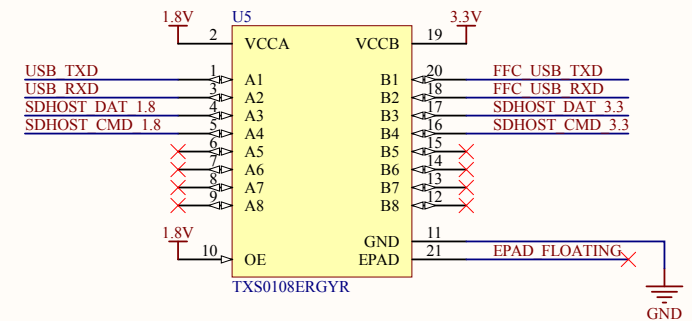 1.8V U5 3.3V
2 VCCA VCCB 19
USB_TXD 1 A1 B1 20 FFC_USB_TXD
USB_RXD 3 A2 B2 18 FFC_USB_RXD
SDHOST_DAT_1.8 4 A3 B3 17 SDHOST_DAT_3.3
SDHOST_CMD_1.8 5 A4 B4 16 SDHOST_CMD_3.3
6 A5 B5 15
7 A6 B6 14
8 A7 B7 13
9 A8 B8 12
1.8V GND 11
10 OE EPAD 21 EPAD_FLOATING
TXS0108ERGYR
GND